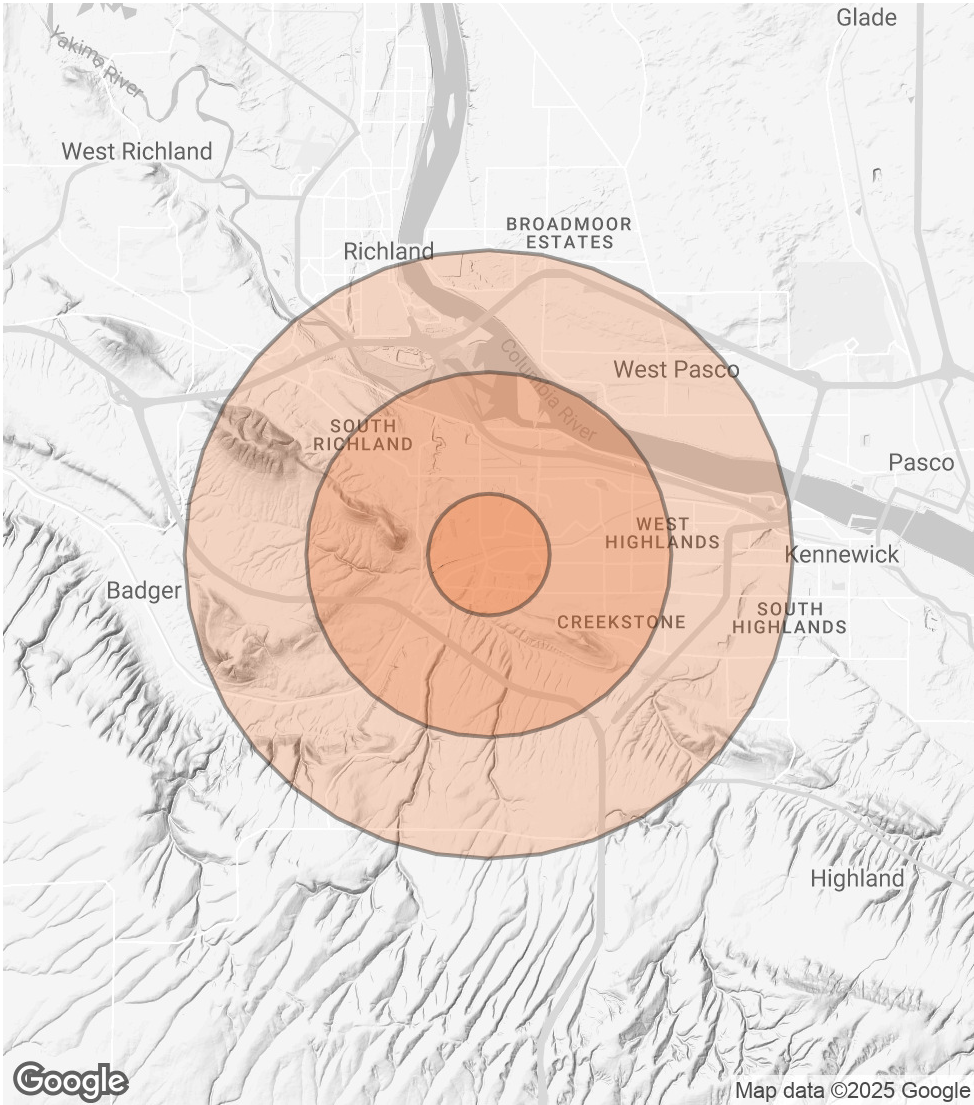 Glade
Yakima River
West Richland
BROADMOOR
ESTATES
Richland
Columbia River
West Pasco
SOUTH
RICHLAND
Pasco
WEST
HIGHLANDS
Kennewick
Badger
CREEKSTONE
SOUTH
HIGHLANDS
Highland
Google
Map data ©2025 Google